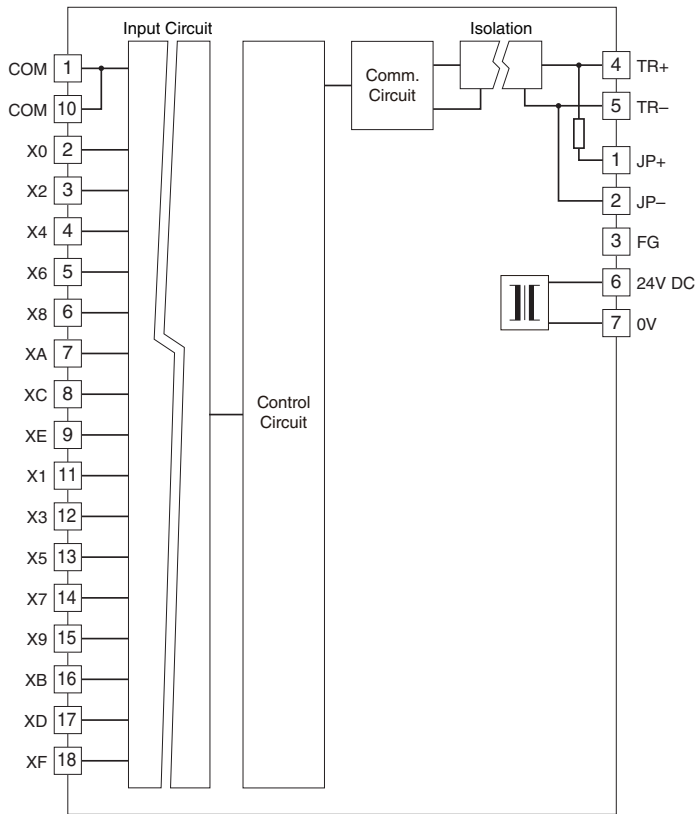 Input Circuit
Isolation
COM 1
COM 10
X0 2
X2 3
X4 4
X6 5
X8 6
XA 7
XC 8
XE 9
X1 11
X3 12
X5 13
X7 14
X9 15
XB 16
XD 17
XF 18
Control
Circuit
Comm.
Circuit
4 TR+
5 TR–
1 JP+
2 JP–
3 FG
6 24V DC
7 0V